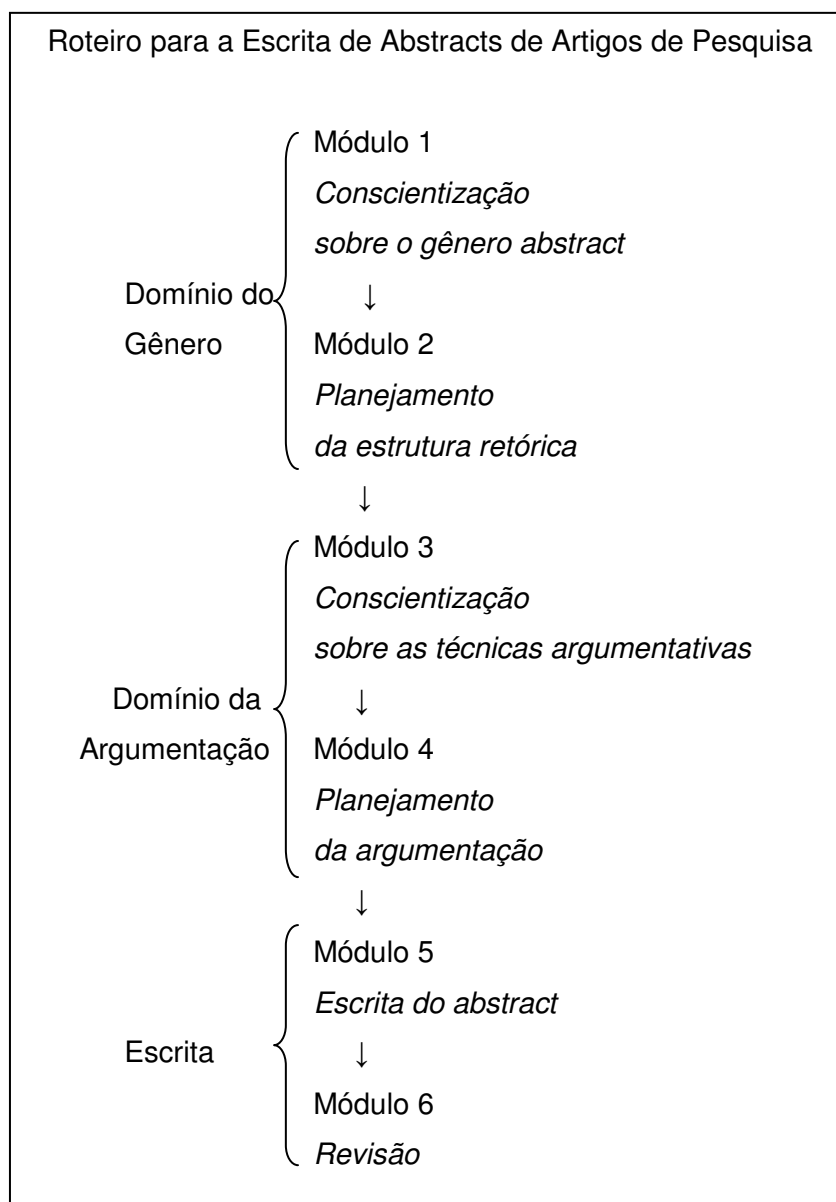 Roteiro para a Escrita de Abstracts de Artigos de Pesquisa
Módulo 1
Conscientização
sobre o gênero abstract
Domínio do
Gênero
↓
Módulo 2
Planejamento
da estrutura retórica
↓
Módulo 3
Conscientização
sobre as técnicas argumentativas
Domínio da
Argumentação
↓
Módulo 4
Planejamento
da argumentação
↓
Módulo 5
Escrita do abstract
Escrita
↓
Módulo 6
Revisão